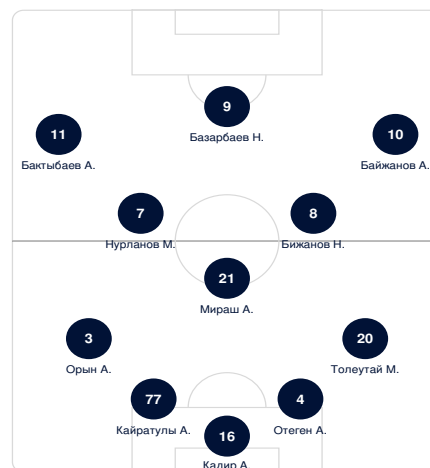 9
Базарбаев Н.
11
Бактыбаев А.
10
Байжанов А.
7
Нурланов М.
8
Бижанов Н.
21
Мираш А.
3
Орын А.
20
Толеутай М.
77
Кайратулы А.
4
Отеген А.
16
Кадир А.